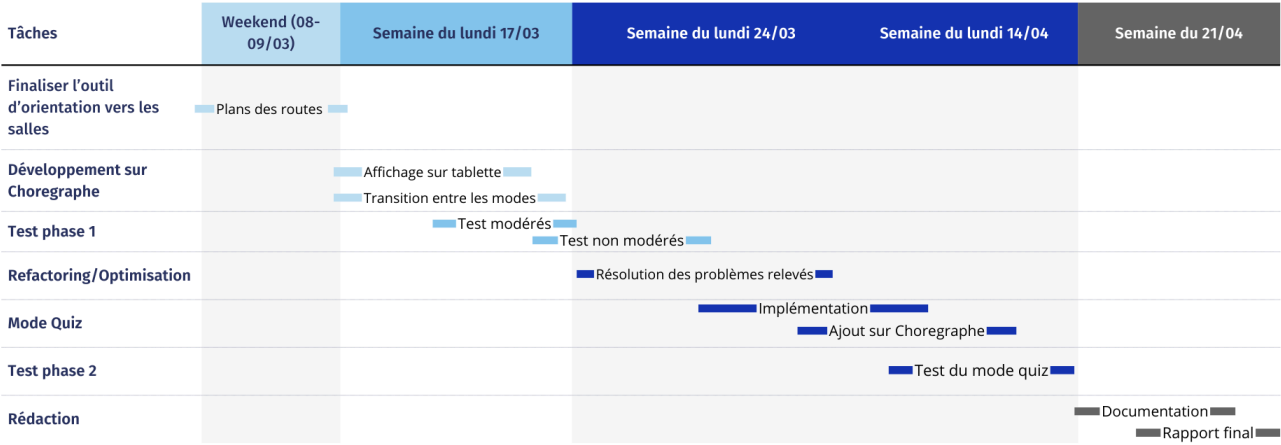 Tâches
Weekend (08-
09/03)
Semaine du lundi 17/03
Semaine du lundi 24/03
Semaine du lundi 14/04
Semaine du 21/04
Finaliser l’outil
d’orientation vers les
salles
Plans des routes
Développement sur
Choregraphe
Affichage sur tablette
Transition entre les modes
Test phase 1
Test modérés
Test non modérés
Refactoring/Optimisation
Résolution des problèmes relevés
Mode Quiz
Implémentation
Ajout sur Choregraphe
Test phase 2
Test du mode quiz
Rédaction
Documentation
Rapport final